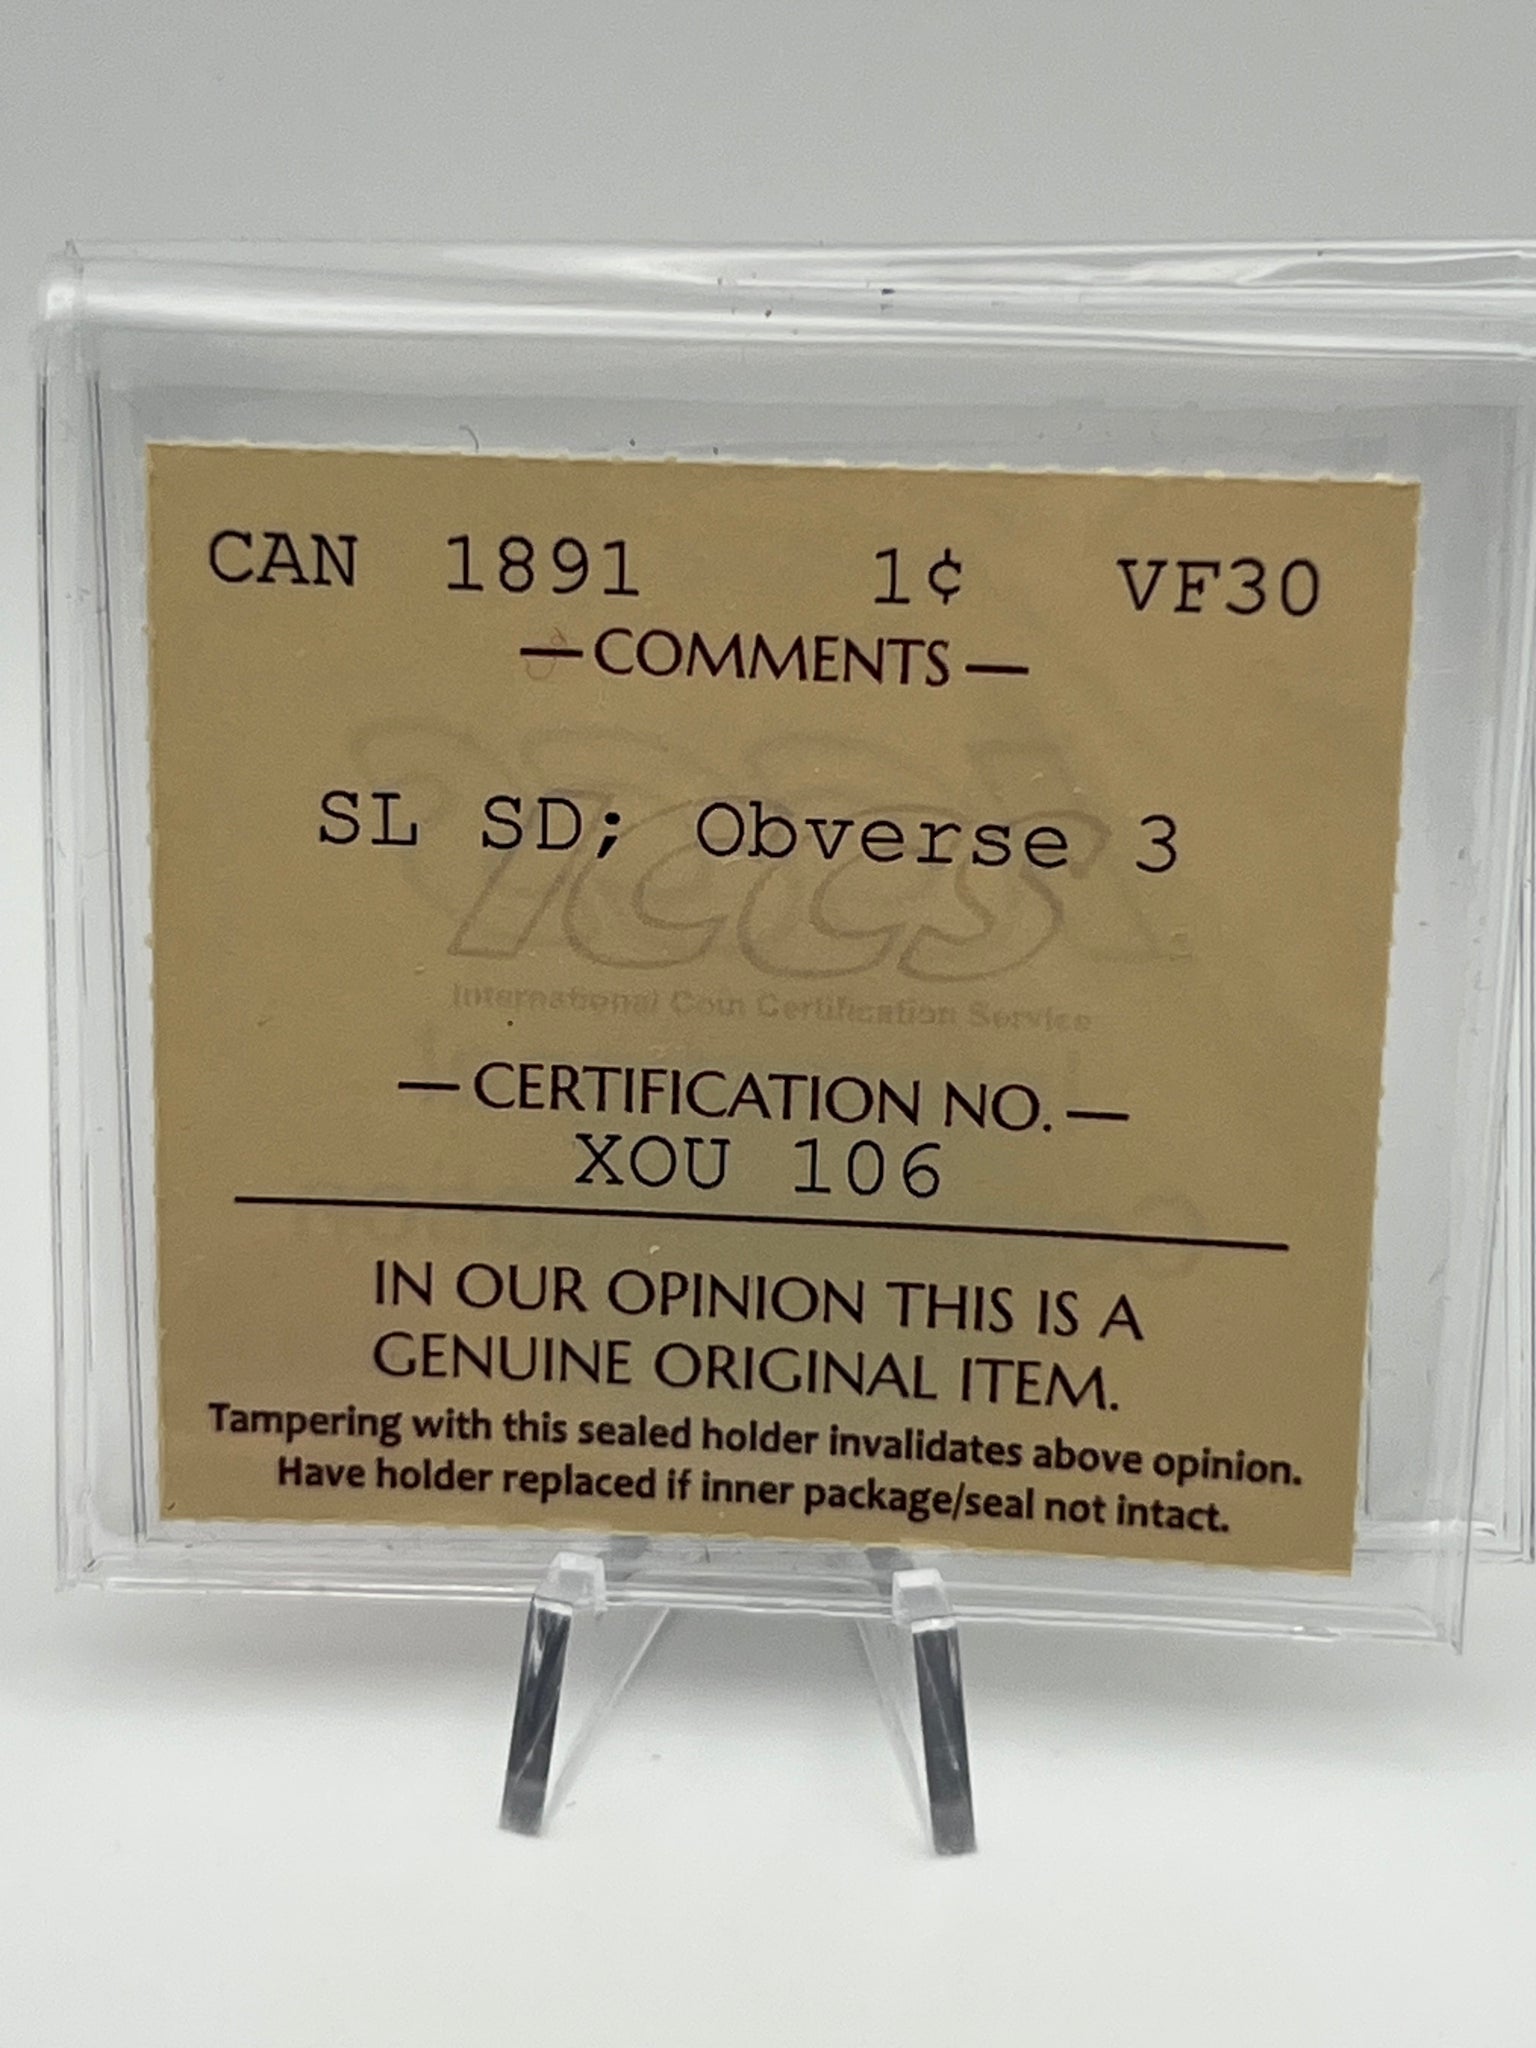 CAN 1891 1¢ VF30
—COMMENTS—
SL SD; Obverse 3
ICCS
International Coin Certification Service
—CERTIFICATION NO.—
XOU 106
IN OUR OPINION THIS IS A
GENUINE ORIGINAL ITEM.
Tampering with this sealed holder invalidates above opinion.
Have holder replaced if inner package/seal not intact.